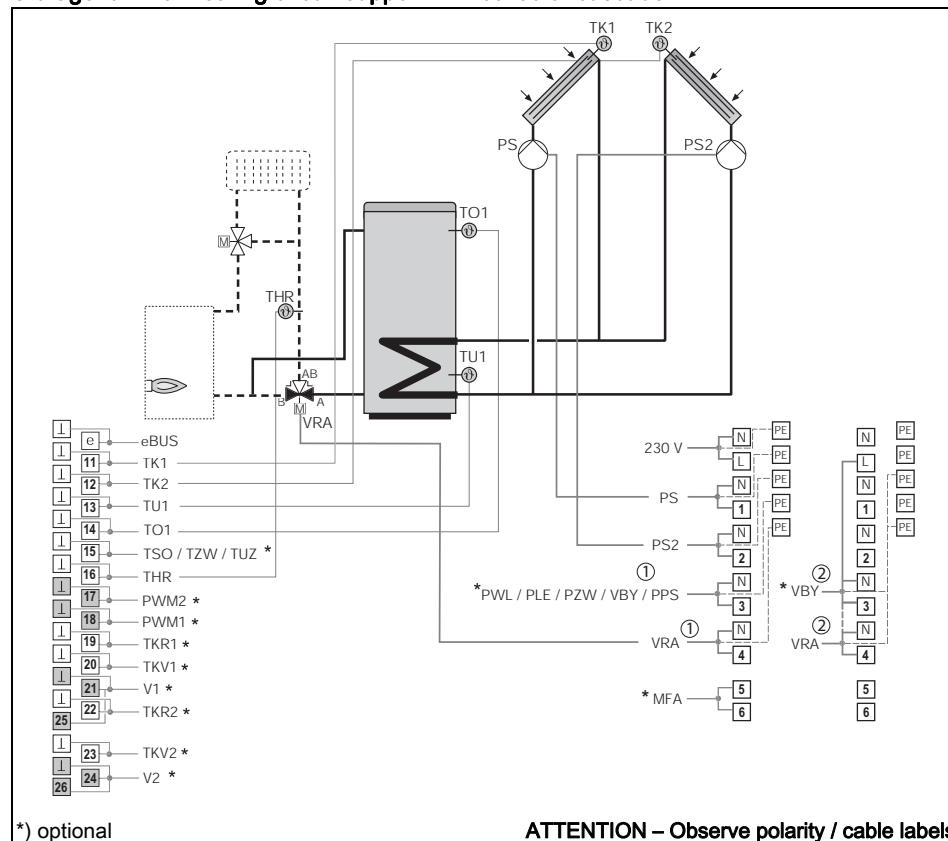 TK1 TK2
PS PS2
TO1
M
THR
TU1
AB
B A
M
VRA
⊥ e eBUS
⊥ 11 TK1
⊥ 12 TK2
⊥ 13 TU1
⊥ 14 TO1
⊥ 15 TSO / TZW / TUZ *
⊥ 16 THR
⊥ 17 PWM2 *
⊥ 18 PWM1 *
⊥ 19 TKR1 *
⊥ 20 TKV1 *
⊥ 21 V1 *
⊥ 22 TKR2 *
25
⊥ 23 TKV2 *
⊥ 24 V2 *
26
230 V N PE
L PE
PS N PE
1 PE
PS2 N PE
2
① *PWL / PLE / PZW / VBY / PPS N
3
VRA ① N
4
* MFA 5
6
N PE
L PE
N PE
1 PE
N PE
2
* VBY ② N
3
VRA ② N
4
5
6
*) optional
ATTENTION – Observe polarity / cable labels